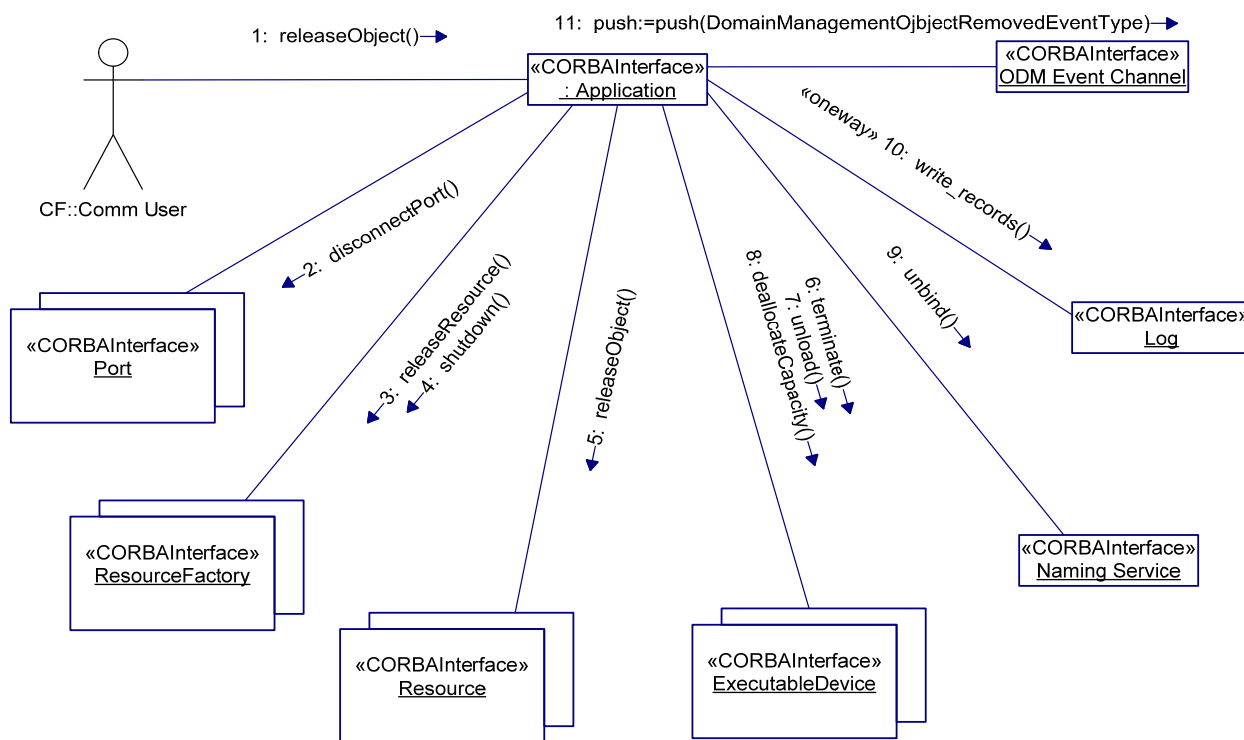 11: push:=push(DomainManagementOjbjectRemovedEventType)
1: releaseObject()
«CORBAInterface»
: Application
«CORBAInterface»
ODM Event Channel
«oneway» 10: write_records()
CF::Comm User
2: disconnectPort()
3: releaseResource()
4: shutdown()
5: releaseObject()
6: terminate()
7: unload()
8: deallocateCapacity()
9: unbind()
«CORBAInterface»
Log
«CORBAInterface»
Port
«CORBAInterface»
ResourceFactory
«CORBAInterface»
Naming Service
«CORBAInterface»
Resource
«CORBAInterface»
ExecutableDevice